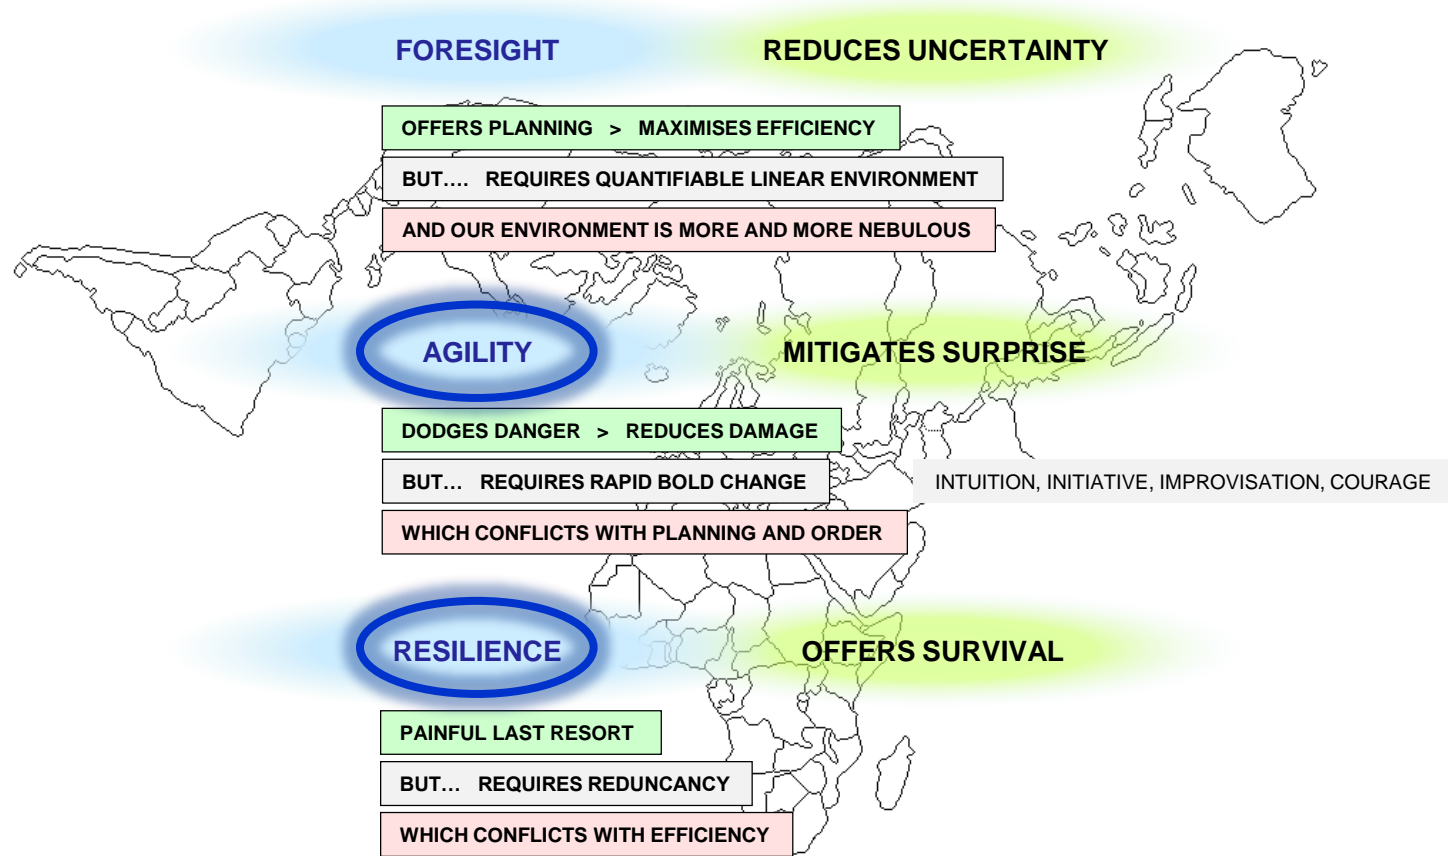 FORESIGHT REDUCES UNCERTAINTY
OFFERS PLANNING > MAXIMISES EFFICIENCY
BUT.... REQUIRES QUANTIFIABLE LINEAR ENVIRONMENT
AND OUR ENVIRONMENT IS MORE AND MORE NEBULOUS
AGILITY MITIGATES SURPRISE
DODGES DANGER > REDUCES DAMAGE
BUT... REQUIRES RAPID BOLD CHANGE
INTUITION, INITIATIVE, IMPROVISATION, COURAGE
WHICH CONFLICTS WITH PLANNING AND ORDER
RESILIENCE OFFERS SURVIVAL
PAINFUL LAST RESORT
BUT... REQUIRES REDUNCANCY
WHICH CONFLICTS WITH EFFICIENCY